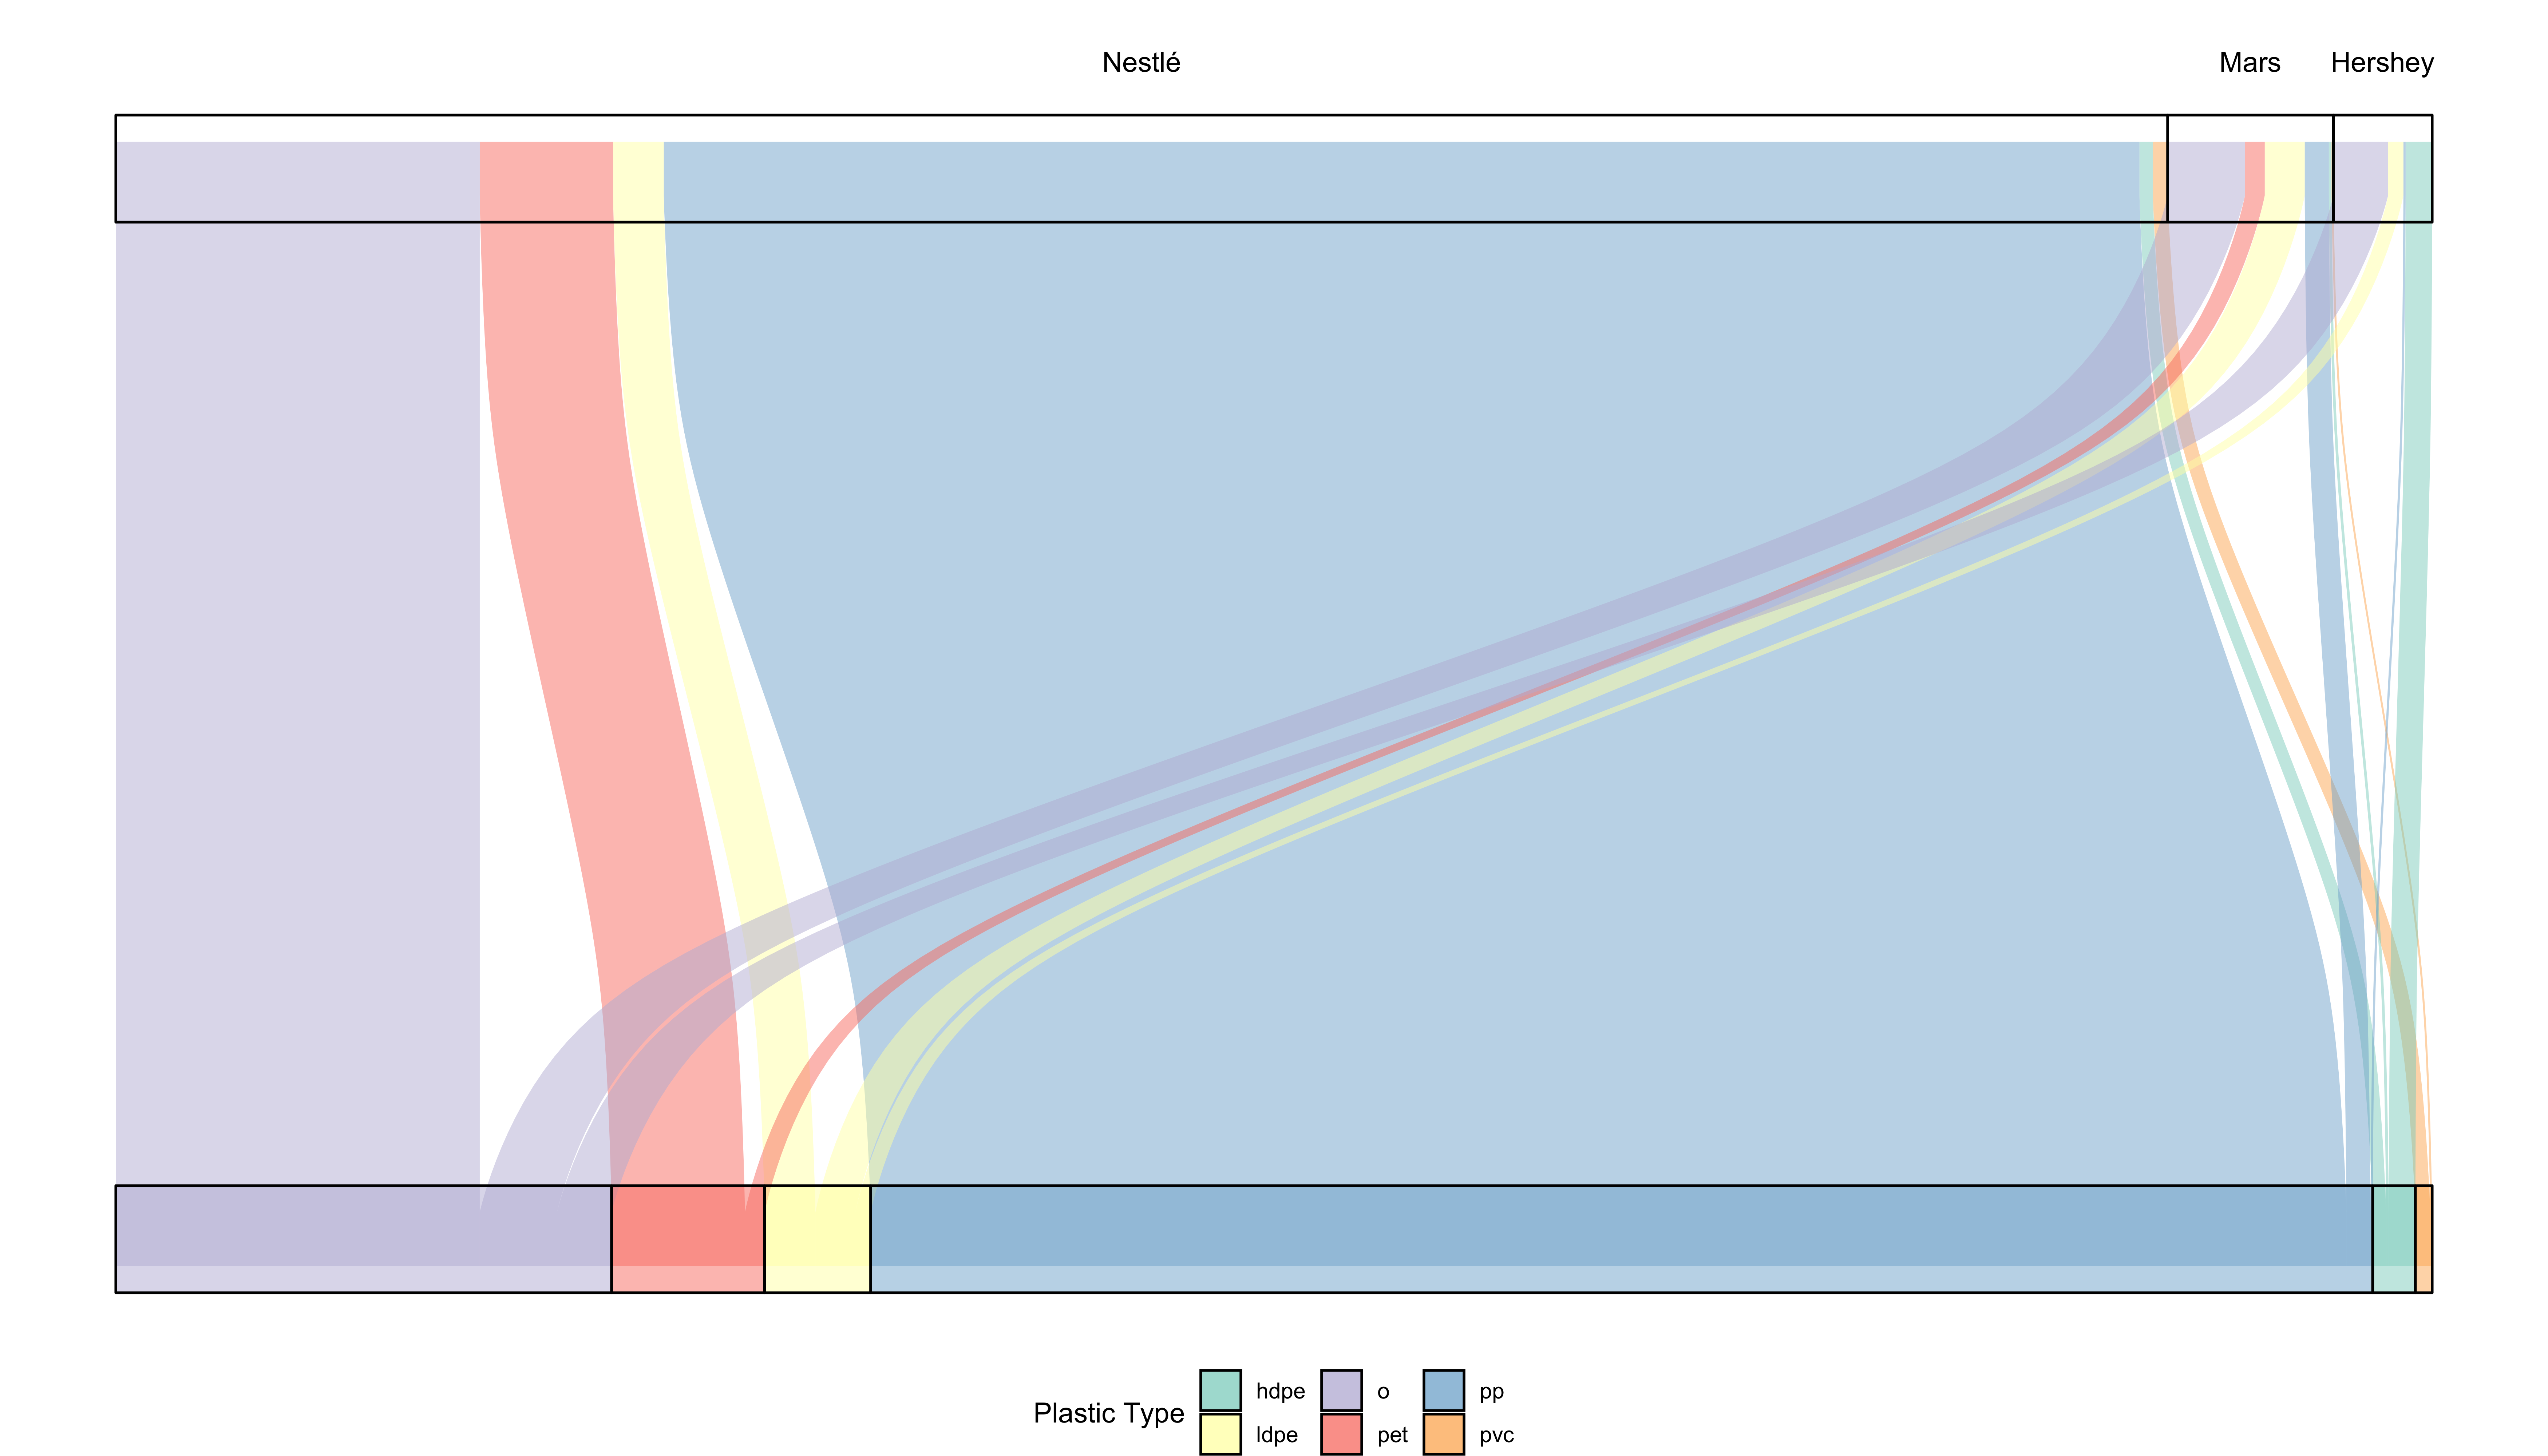 Nestlé Mars Hershey
Plastic Type
hdpe o pp
ldpe pet pvc